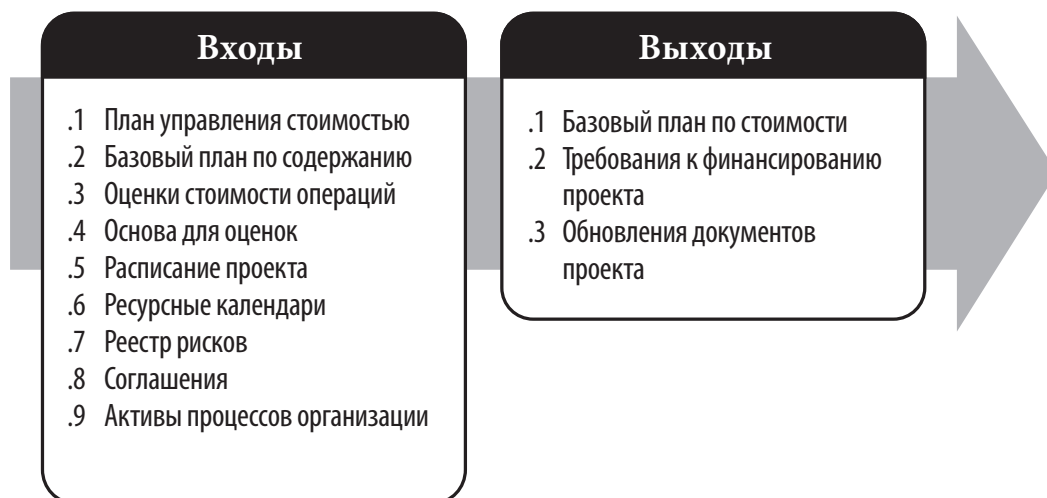 Входы
.1 План управления стоимостью
.2 Базовый план по содержанию
.3 Оценки стоимости операций
.4 Основа для оценок
.5 Расписание проекта
.6 Ресурсные календари
.7 Реестр рисков
.8 Соглашения
.9 Активы процессов организации
Выходы
.1 Базовый план по стоимости
.2 Требования к финансированию
проекта
.3 Обновления документов
проекта